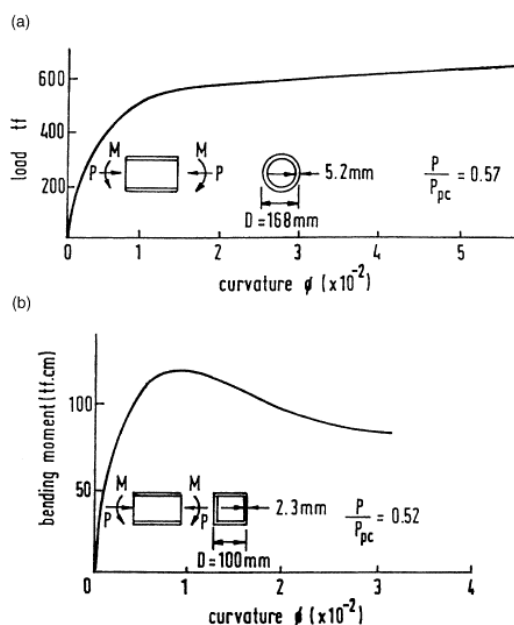 (a)
load tf
600
400
200
M M
P P
5.2mm
P/Ppc = 0.57
D=168mm
0 1 2 3 4 5
curvature ϕ (x10⁻²)
(b)
bending moment (tf.cm)
100
50
M M
P P
2.3mm
P/Ppc = 0.52
D=100mm
0 1 2 3 4
curvature ϕ (x10⁻²)